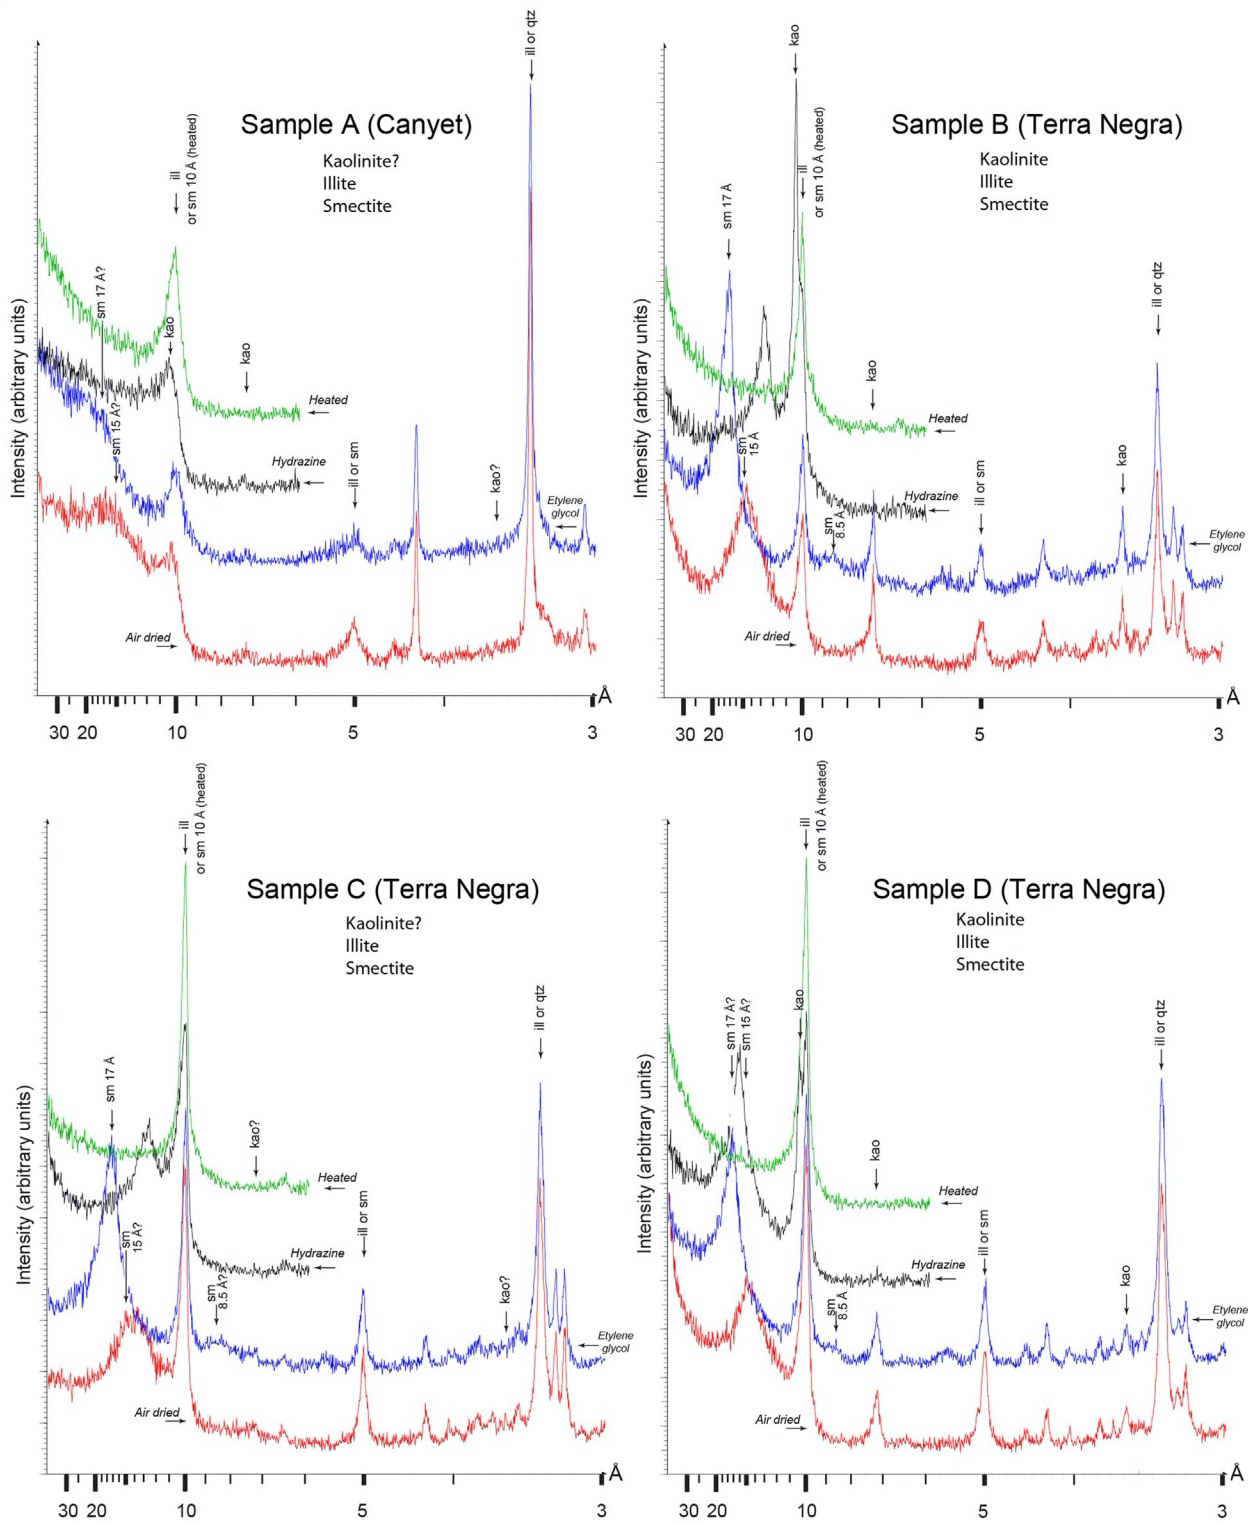 Sample A (Canyet)
Kaolinite?
Illite
Smectite
ill or qtz
ill
or sm 10 Å (heated)
sm 17 Å?
kao
kao
Heated
sm 15 Å?
Hydrazine
ill or sm
kao?
Etylene
glycol
Air dried
Intensity (arbitrary units)
Å
30 20 10 5 3
Sample B (Terra Negra)
Kaolinite
Illite
Smectite
kao
ill
or sm 10 Å (heated)
sm 17 Å
ill or qtz
kao
Heated
sm
15 Å
kao
ill or sm
Hydrazine
sm
8.5 Å
Etylene
glycol
Air dried
Intensity (arbitrary units)
Å
30 20 10 5 3
Sample C (Terra Negra)
Kaolinite?
Illite
Smectite
ill
or sm 10 Å (heated)
ill or qtz
sm 17 Å
kao?
Heated
sm
15 Å?
ill or sm
Hydrazine
sm
8.5 Å?
kao?
Etylene
glycol
Air dried
Intensity (arbitrary units)
Å
30 20 10 5 3
Sample D (Terra Negra)
Kaolinite
Illite
Smectite
ill
or sm 10 Å (heated)
kao
sm 17 Å?
sm 15 Å?
ill or qtz
kao
Heated
ill or sm
Hydrazine
sm
8.5 Å
kao
Etylene
glycol
Air dried
Intensity (arbitrary units)
Å
30 20 10 5 3